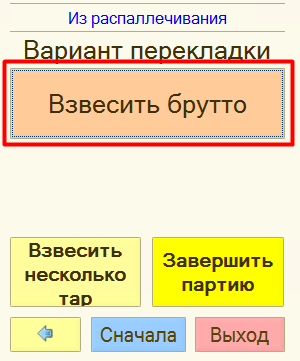 Из распаллечивания
Вариант перекладки
Взвесить брутто
Взвесить
несколько
тар
Завершить
партию
Сначала
Выход